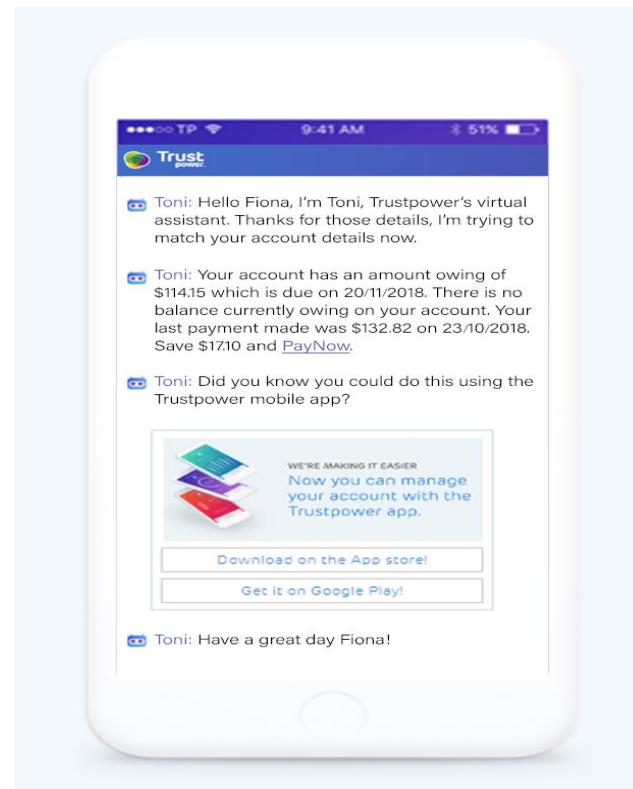 TP 9:41 AM 51%
Trust
power.
Toni: Hello Fiona, I'm Toni, Trustpower's virtual
assistant. Thanks for those details, I'm trying to
match your account details now.
Toni: Your account has an amount owing of
$114.15 which is due on 20/11/2018. There is no
balance currently owing on your account. Your
last payment made was $132.82 on 23/10/2018.
Save $17.10 and PayNow.
Toni: Did you know you could do this using the
Trustpower mobile app?
WE'RE MAKING IT EASIER
Now you can manage
your account with the
Trustpower app.
Download on the App store!
Get it on Google Play!
Toni: Have a great day Fiona!